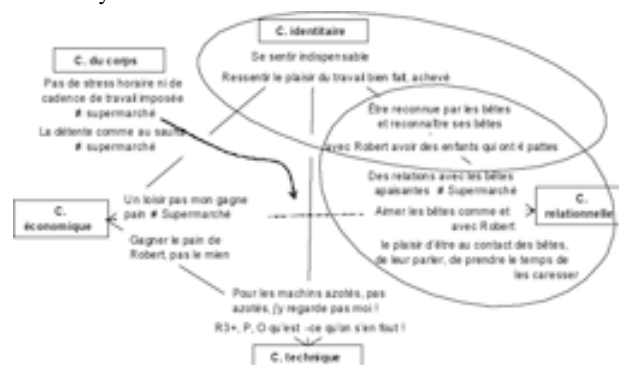 C. identitaire
Se sentir indispensable
Ressentir le plaisir du travail bien fait, achevé
C. du corps
Pas de stress horaire ni de
cadence de travail imposée
# supermarché
La détente comme au sauna
# supermarché
Être reconnue par les bêtes
et reconnaître ses bêtes
avec Robert avoir des enfants qui ont 4 pattes
Des relations avec les bêtes
apaisantes # Supermarché
Aimer les bêtes comme et
avec Robert
C.
relationnelle
le plaisir d'être au contact des bêtes,
de leur parler, de prendre le temps de
les caresser
Un loisir pas mon gagne
pain # Supermarché
C.
économique
Gagner le pain de
Robert, pas le mien
Pour les machins azotés, pas
azotés, j'y regarde pas moi !
R3+, P, O qu'est -ce qu'on s'en fout !
C. technique